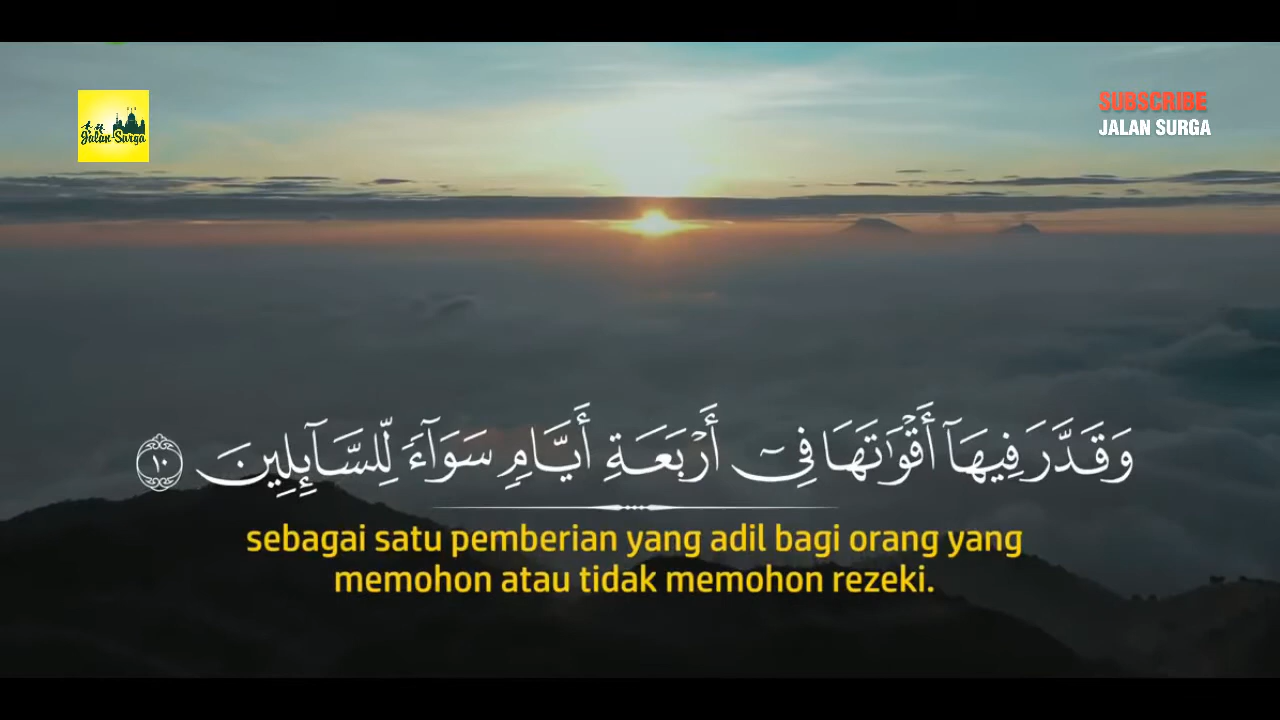 Jalan Surga
SUBSCRIBE
JALAN SURGA
وَقَدَّرَ فِيهَآ أَقْوَٰتَهَا فِىٓ أَرْبَعَةِ أَيَّامٍ سَوَآءً لِّلسَّآئِلِينَ ١٠
sebagai satu pemberian yang adil bagi orang yang
memohon atau tidak memohon rezeki.